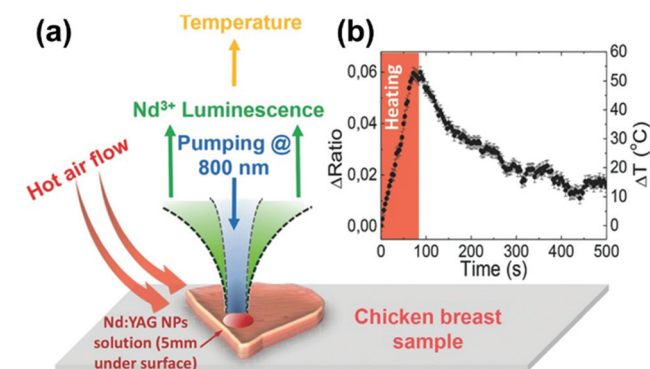 (a)
Temperature
Nd³⁺ Luminescence
Pumping @
800 nm
Hot air flow
Nd:YAG NPs
solution (5mm
under surface)
Chicken breast
sample
(b)
Heating
ΔRatio
0,06
0,04
0,02
0,00
60
50
40
30
20
10
0
ΔT (°C)
0 100 200 300 400 500
Time (s)